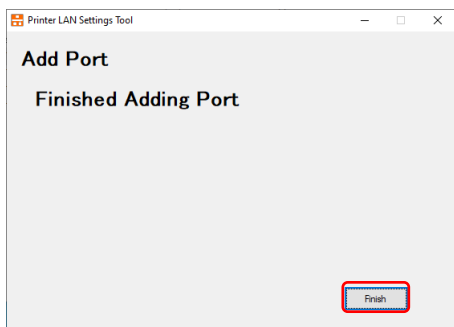 Printer LAN Settings Tool
Add Port
Finished Adding Port
Finish